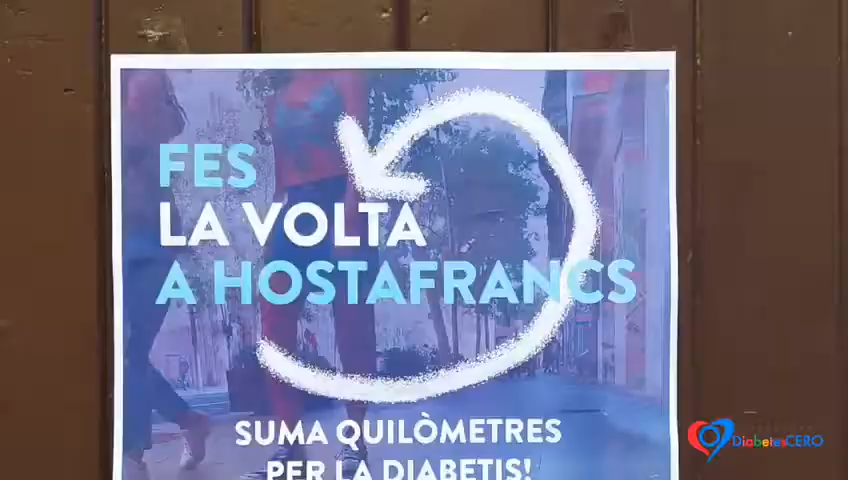 FES
LA VOLTA
A HOSTAFRANCS
SUMA QUILÒMETRES
PER LA DIABETIS!
DiabetesCERO